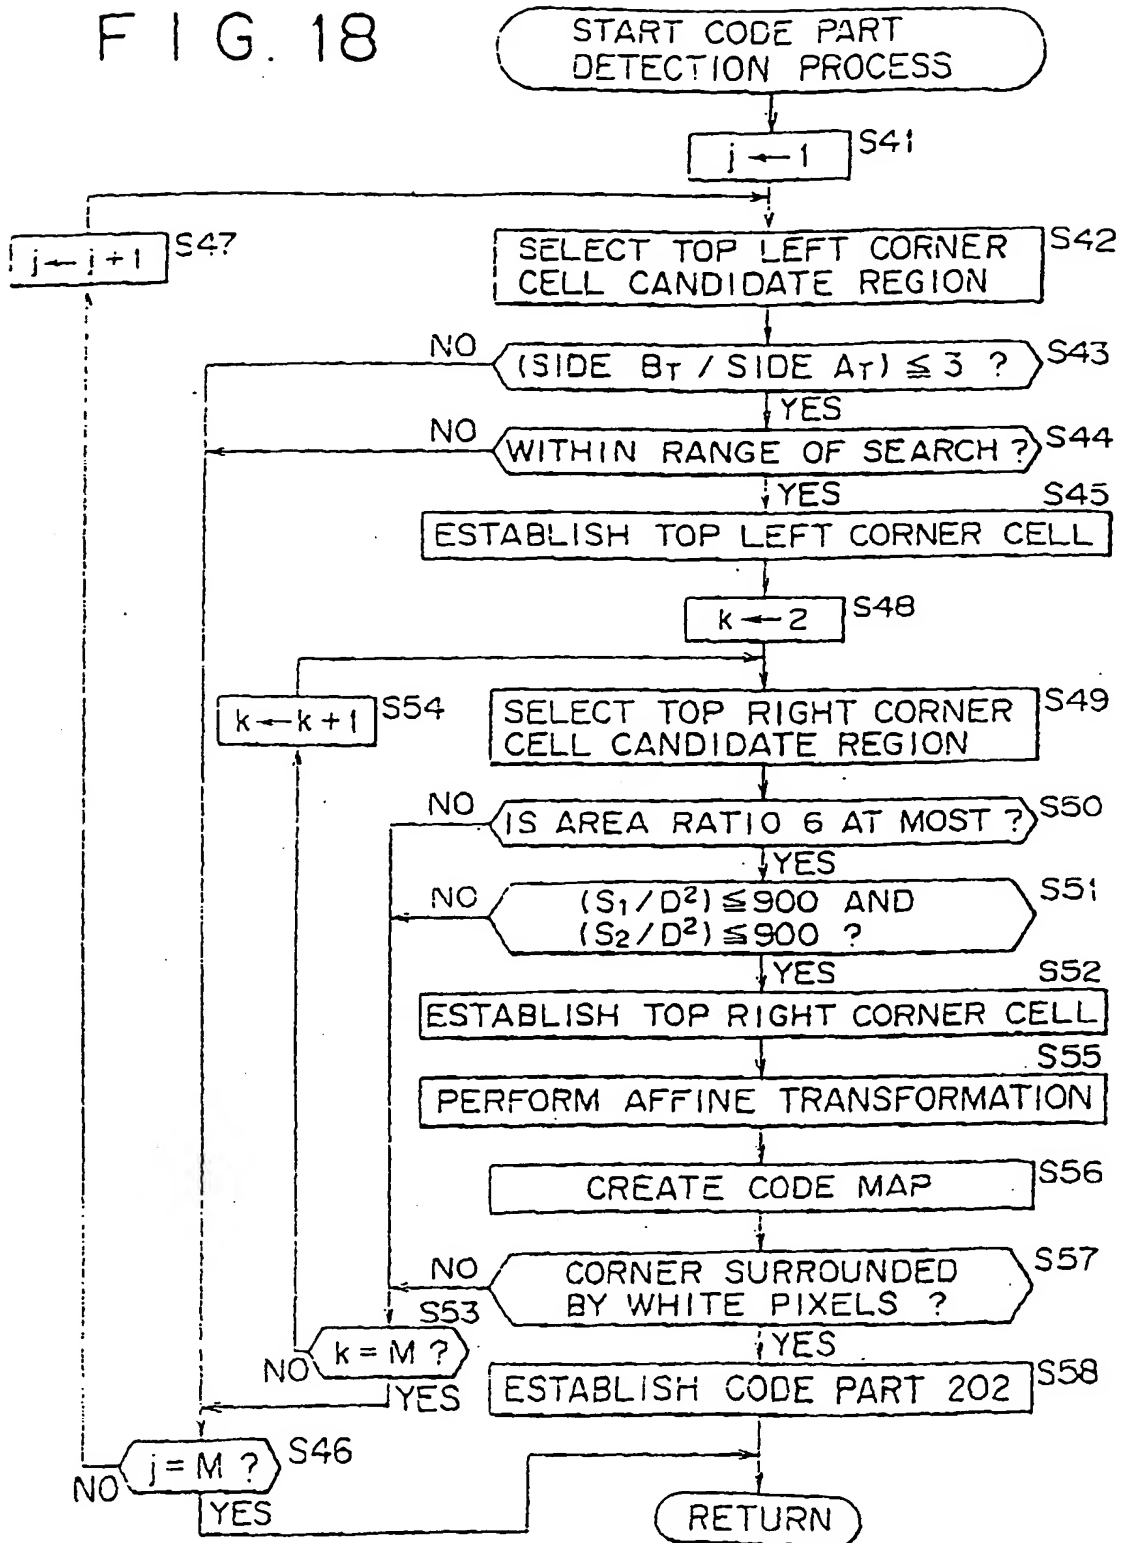 FIG. 18
START CODE PART
DETECTION PROCESS
j ← 1
S41
j ← j + 1
S47
SELECT TOP LEFT CORNER
CELL CANDIDATE REGION
S42
NO
(SIDE BT / SIDE AT) ≦ 3 ?
S43
YES
NO
WITHIN RANGE OF SEARCH ?
S44
YES
S45
ESTABLISH TOP LEFT CORNER CELL
k ← 2
S48
k ← k + 1
S54
SELECT TOP RIGHT CORNER
CELL CANDIDATE REGION
S49
NO
IS AREA RATIO 6 AT MOST ?
S50
YES
NO
(S1/D²) ≦ 900 AND
(S2/D²) ≦ 900 ?
S51
YES
S52
ESTABLISH TOP RIGHT CORNER CELL
S55
PERFORM AFFINE TRANSFORMATION
CREATE CODE MAP
S56
NO
CORNER SURROUNDED
BY WHITE PIXELS ?
S57
S53
k = M ?
NO
YES
YES
ESTABLISH CODE PART 202
S58
j = M ?
S46
NO
YES
RETURN